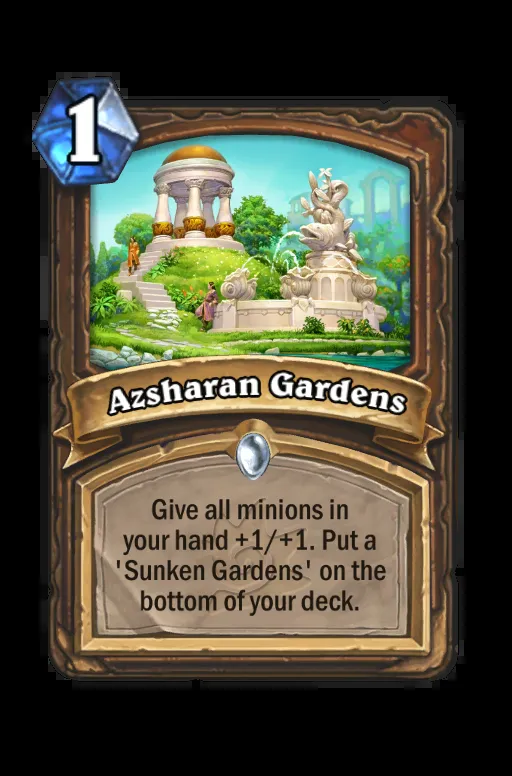 1
Azsharan Gardens
Give all minions in
your hand +1/+1. Put a
'Sunken Gardens' on the
bottom of your deck.